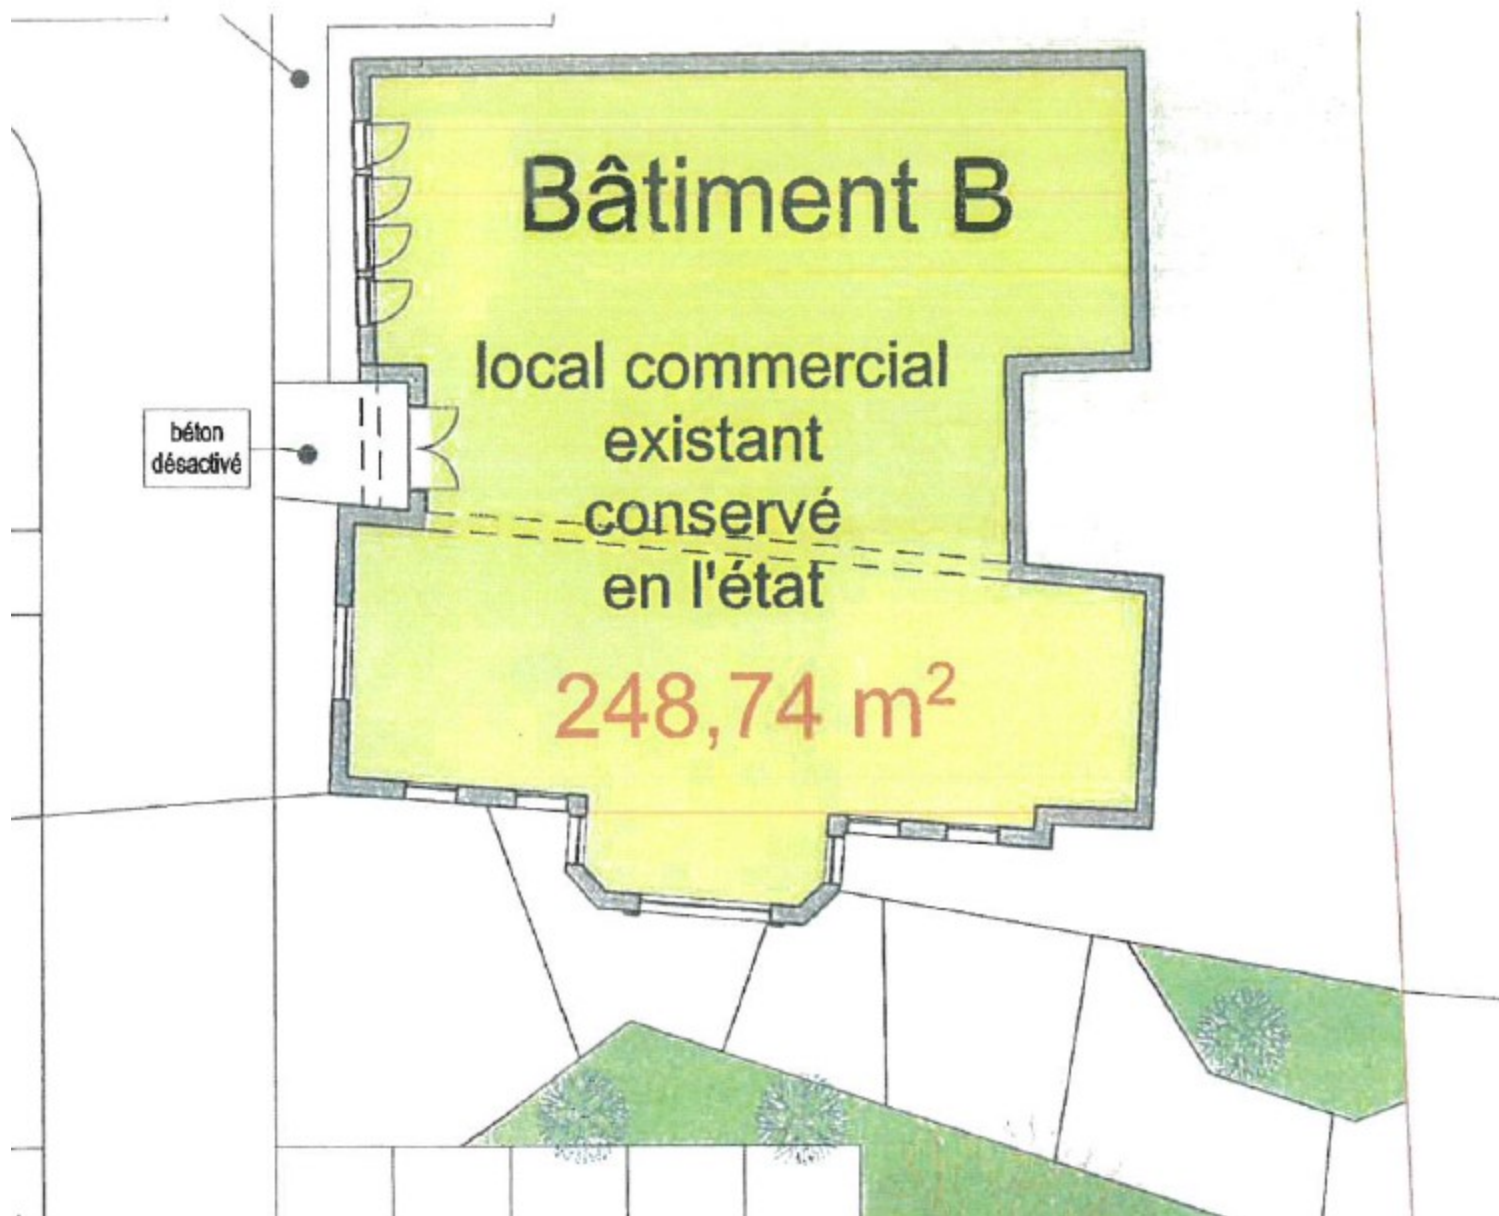 Bâtiment B
local commercial
existant
conservé
en l'état
248,74 m²
béton
désactivé